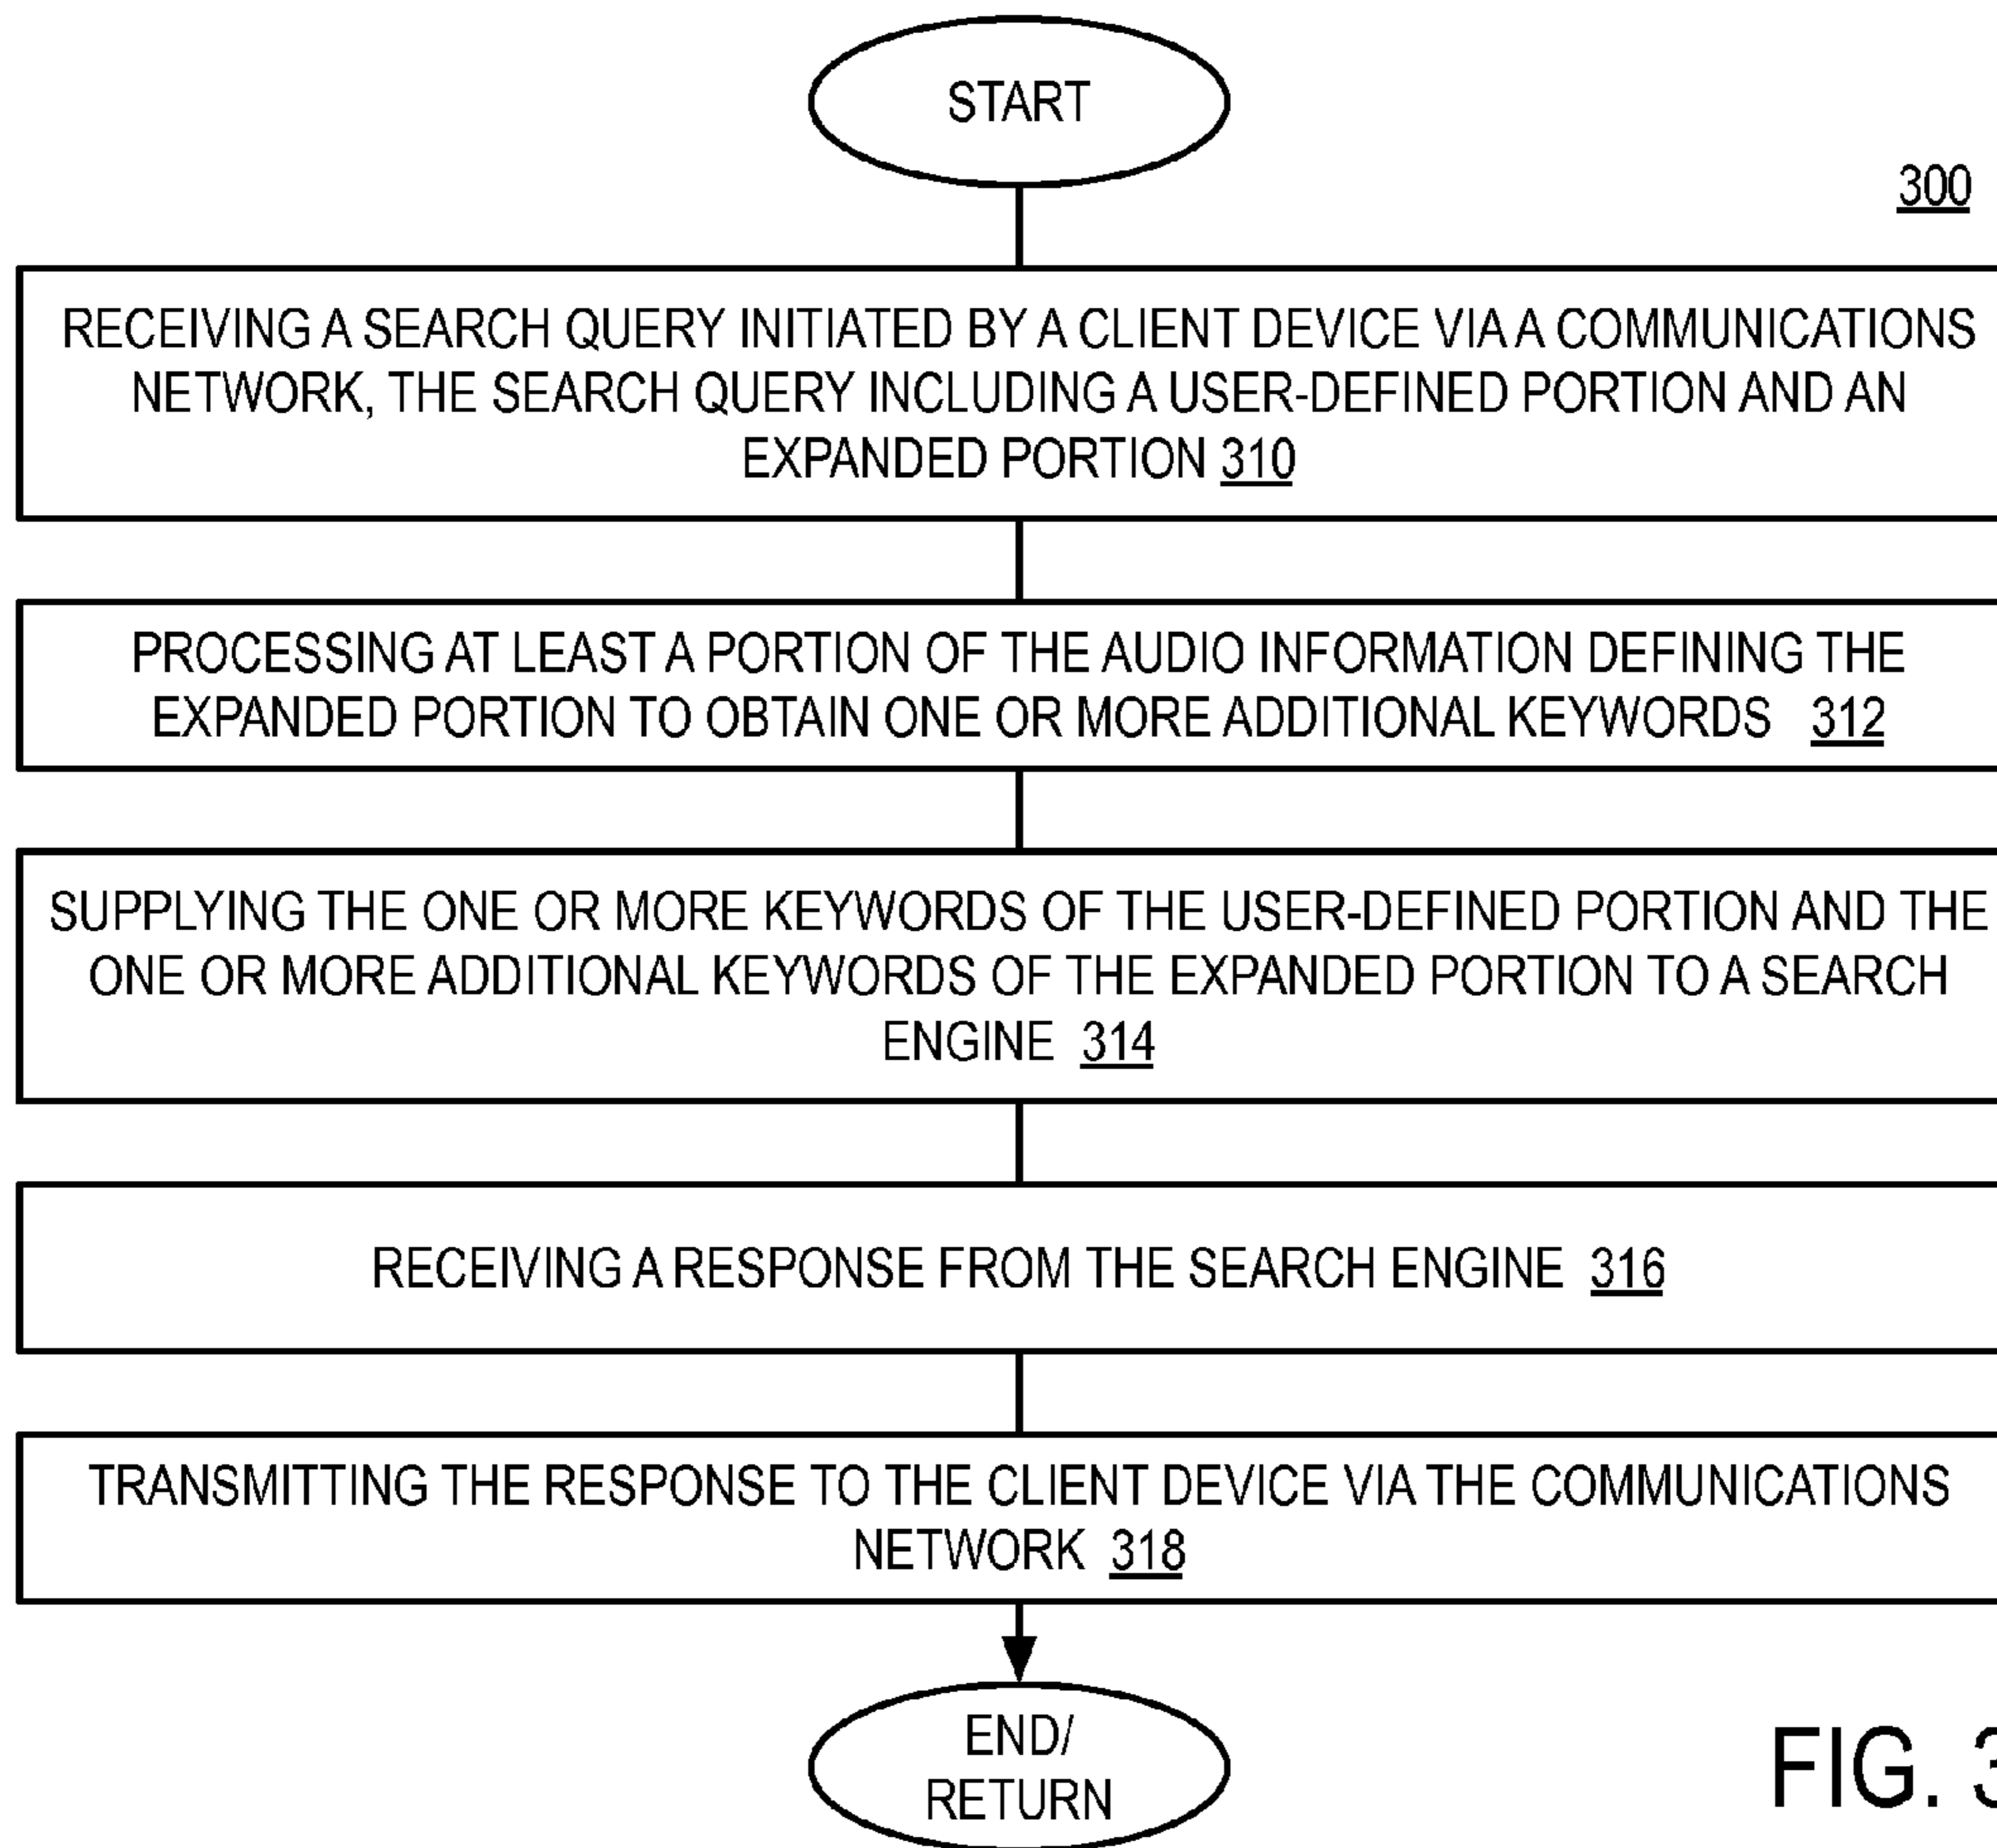 START
300
RECEIVING A SEARCH QUERY INITIATED BY A CLIENT DEVICE VIA A COMMUNICATIONS
NETWORK, THE SEARCH QUERY INCLUDING A USER-DEFINED PORTION AND AN
EXPANDED PORTION 310
PROCESSING AT LEAST A PORTION OF THE AUDIO INFORMATION DEFINING THE
EXPANDED PORTION TO OBTAIN ONE OR MORE ADDITIONAL KEYWORDS 312
SUPPLYING THE ONE OR MORE KEYWORDS OF THE USER-DEFINED PORTION AND THE
ONE OR MORE ADDITIONAL KEYWORDS OF THE EXPANDED PORTION TO A SEARCH
ENGINE 314
RECEIVING A RESPONSE FROM THE SEARCH ENGINE 316
TRANSMITTING THE RESPONSE TO THE CLIENT DEVICE VIA THE COMMUNICATIONS
NETWORK 318
END/
RETURN
FIG. 3